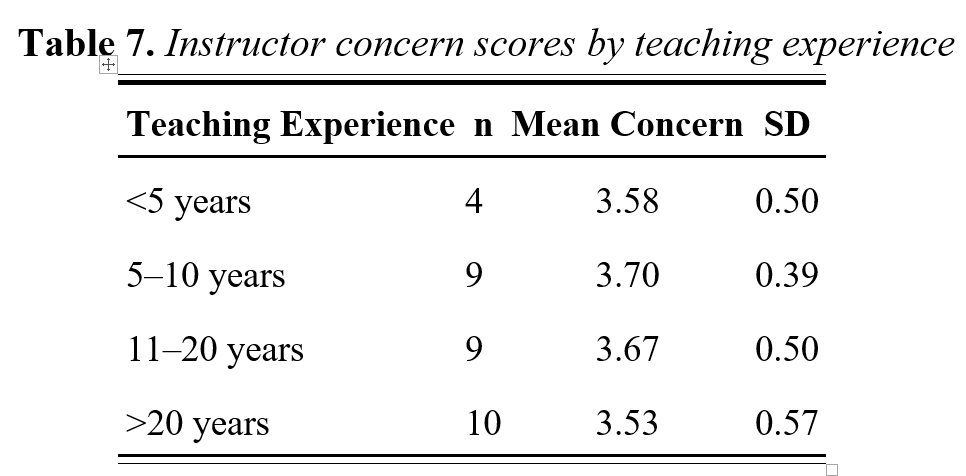 Table 7. Instructor concern scores by teaching experience
Teaching Experience n Mean Concern SD
<5 years 4 3.58 0.50
5–10 years 9 3.70 0.39
11–20 years 9 3.67 0.50
>20 years 10 3.53 0.57